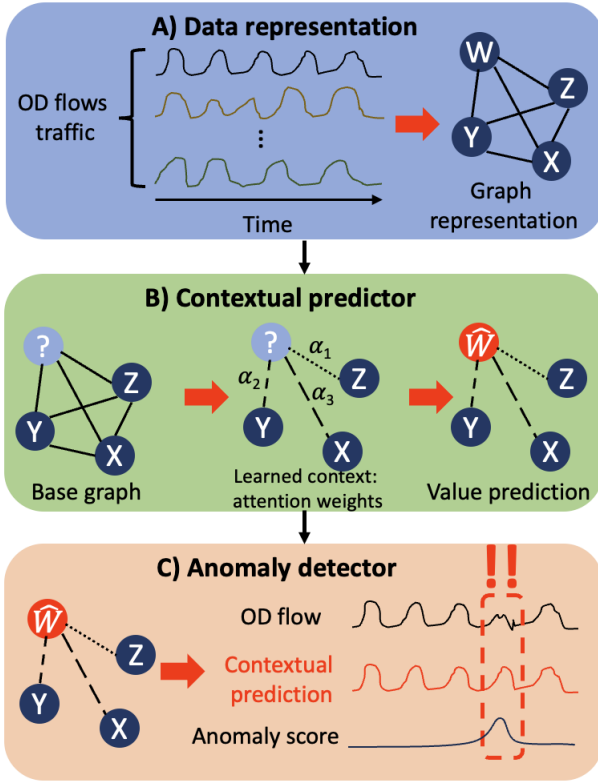 A) Data representation
OD flows
traffic
⋮
Time
W
Z
Y
X
Graph
representation
B) Contextual predictor
?
Z
Y
X
Base graph
?
α₁
α₂
α₃
Z
Y
X
Learned context:
attention weights
Ŵ
Z
Y
X
Value prediction
C) Anomaly detector
!!
Ŵ
Z
Y
X
OD flow
Contextual
prediction
Anomaly score